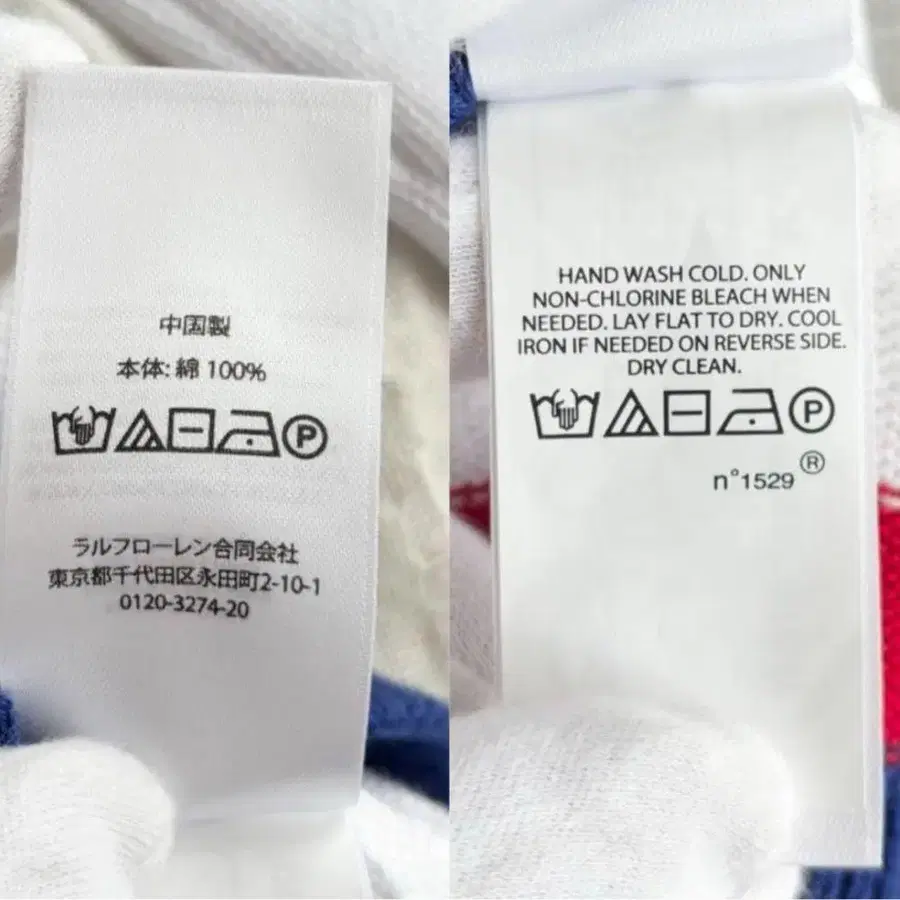 中国製
本体: 綿 100%
P
ラルフローレン合同会社
東京都千代田区永田町2-10-1
0120-3274-20
HAND WASH COLD. ONLY
NON-CHLORINE BLEACH WHEN
NEEDED. LAY FLAT TO DRY. COOL
IRON IF NEEDED ON REVERSE SIDE.
DRY CLEAN.
P
n°1529 ®